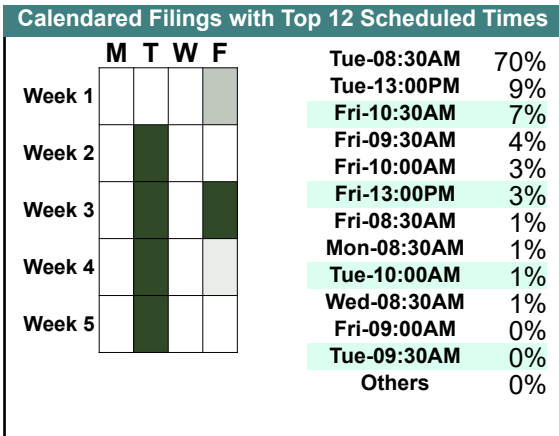 Calendared Filings with Top 12 Scheduled Times
M T W F
Week 1
Week 2
Week 3
Week 4
Week 5
Tue-08:30AM 70%
Tue-13:00PM 9%
Fri-10:30AM 7%
Fri-09:30AM 4%
Fri-10:00AM 3%
Fri-13:00PM 3%
Fri-08:30AM 1%
Mon-08:30AM 1%
Tue-10:00AM 1%
Wed-08:30AM 1%
Fri-09:00AM 0%
Tue-09:30AM 0%
Others 0%